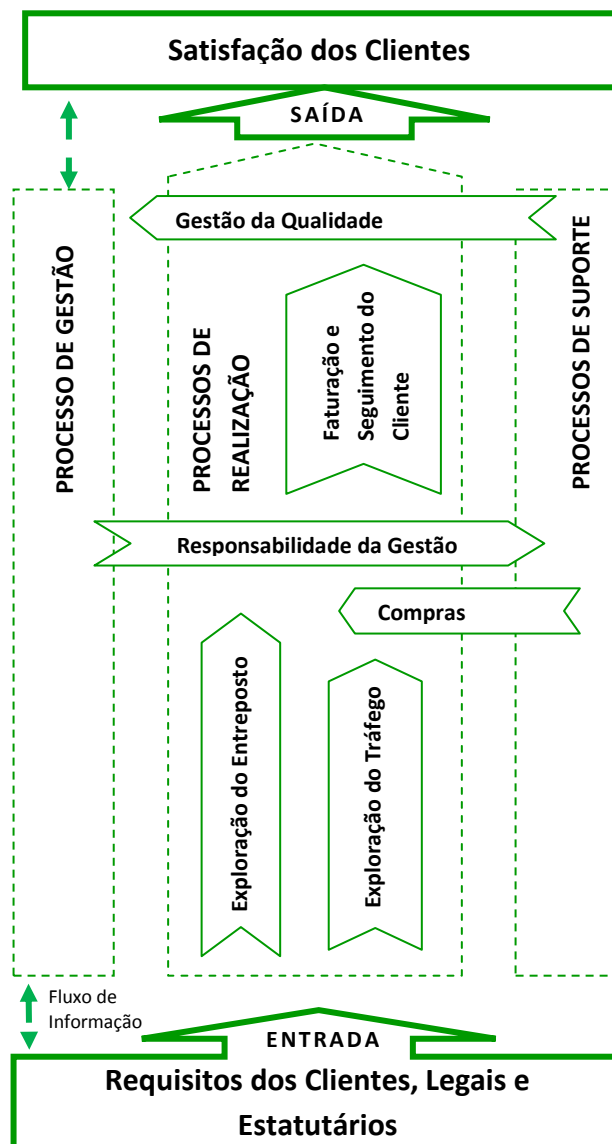 Satisfação dos Clientes
SAÍDA
Gestão da Qualidade
PROCESSO DE GESTÃO
PROCESSOS DE
REALIZAÇÃO
Faturação e
Seguimento do
Cliente
PROCESSOS DE SUPORTE
Responsabilidade da Gestão
Compras
Exploração do Entreposto
Exploração do Tráfego
Fluxo de
Informação
ENTRADA
Requisitos dos Clientes, Legais e
Estatutários